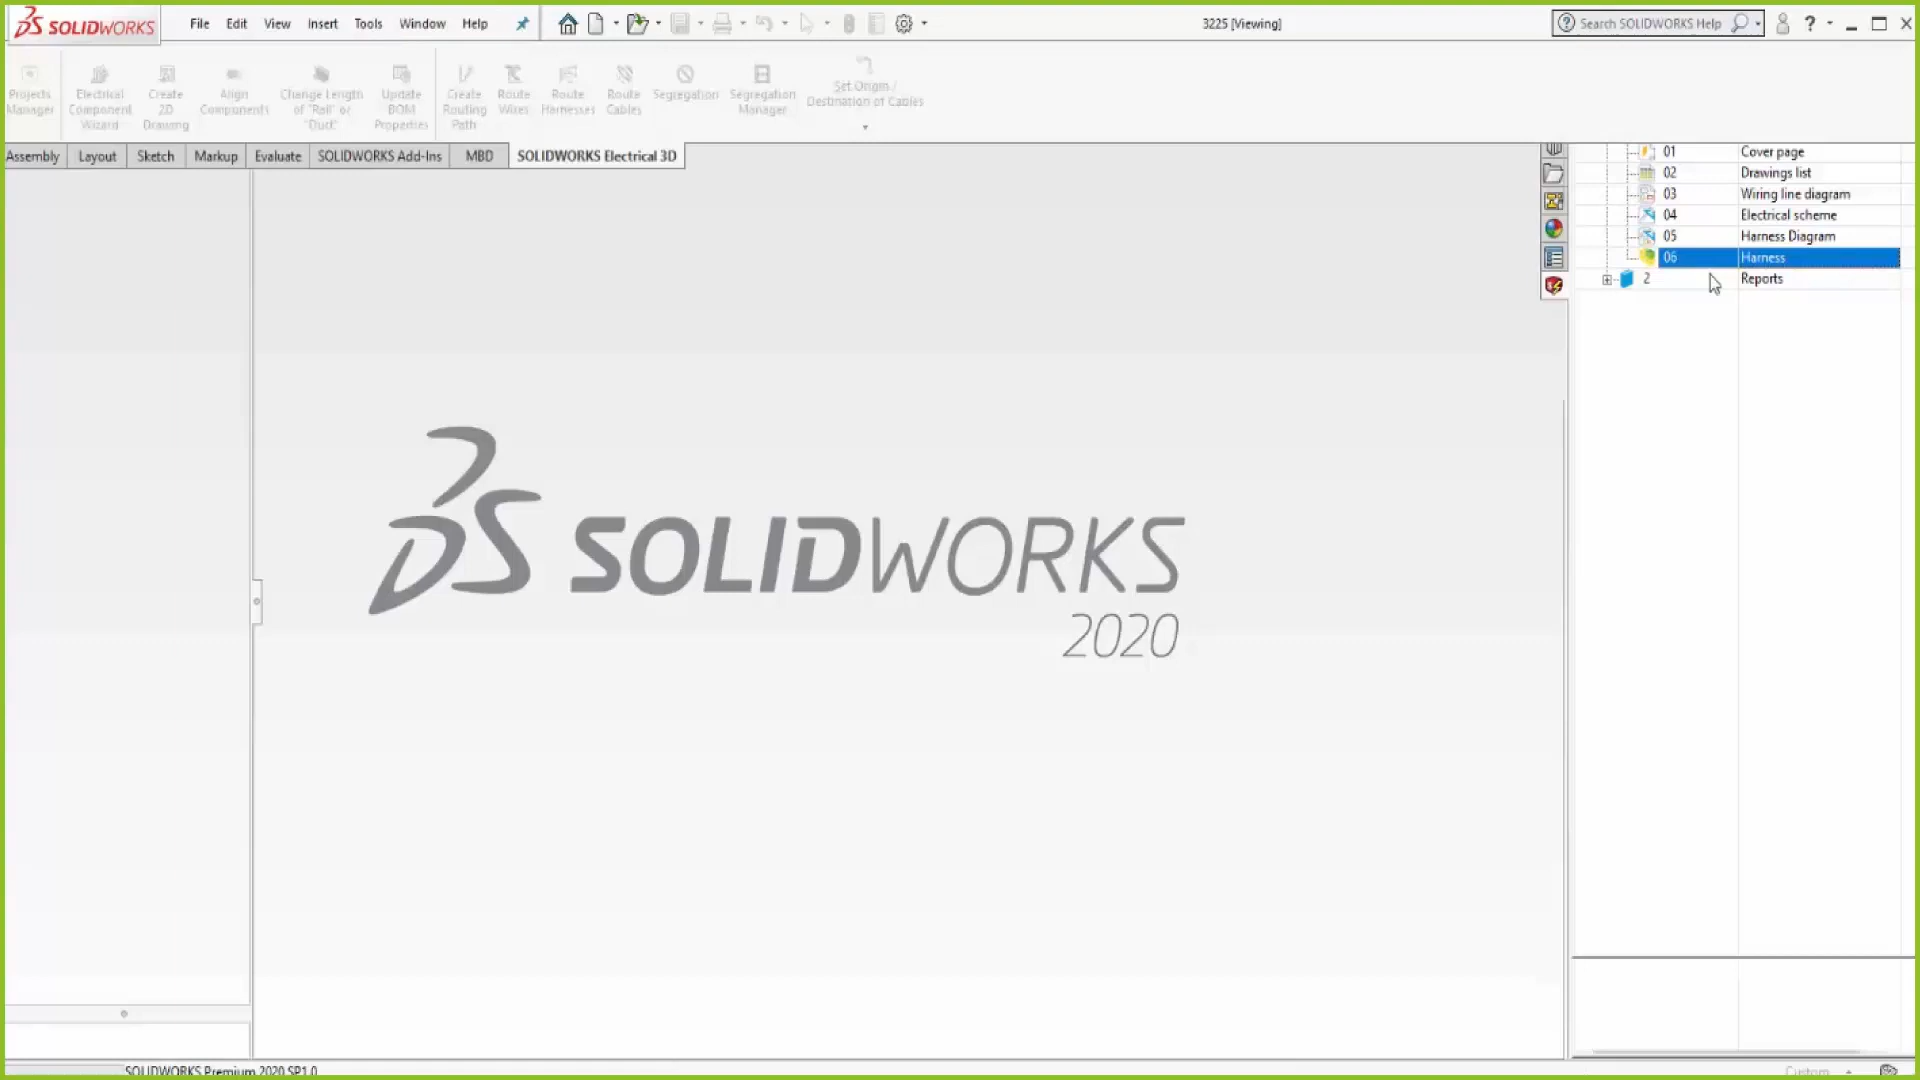 SOLIDWORKS File Edit View Insert Tools Window Help 3225 [Viewing] Search SOLIDWORKS Help ?
Projects Manager
Electrical Component Wizard
Create 2D Drawing
Align Components
Change Length of "Rail" or "Duct"
Update BOM Properties
Create Routing Path
Route Wires
Route Harnesses
Route Cables
Segregation
Segregation Manager
Set Origin / Destination of Cables
Assembly Layout Sketch Markup Evaluate SOLIDWORKS Add-Ins MBD SOLIDWORKS Electrical 3D
01 Cover page
02 Drawings list
03 Wiring line diagram
04 Electrical scheme
05 Harness Diagram
06 Harness
2 Reports
SOLIDWORKS
2020
SOLIDWORKS Premium 2020 SP1.0
Custom